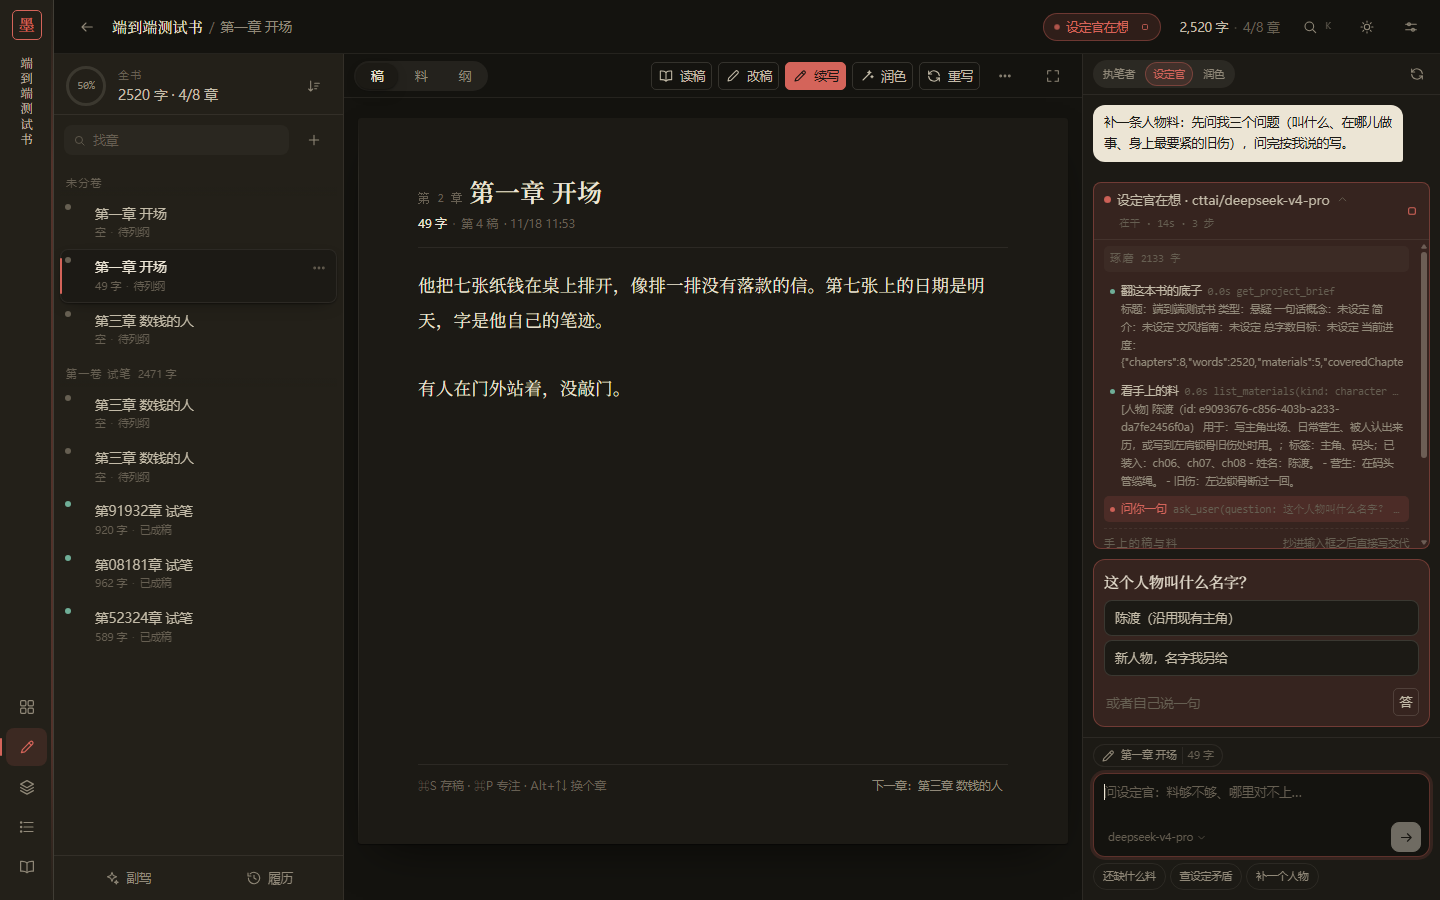 墨
端到端测试书
端到端测试书 / 第一章 开场
设定官在想
2,520 字 · 4/8 章
K
50%
全书
2520 字 · 4/8 章
找章
未分卷
第一章 开场
空 · 待列纲
第一章 开场
49 字 · 待列纲
第三章 数钱的人
空 · 待列纲
第一卷 试笔 2471 字
第三章 数钱的人
空 · 待列纲
第三章 数钱的人
空 · 待列纲
第91932章 试笔
920 字 · 已成稿
第08181章 试笔
962 字 · 已成稿
第52324章 试笔
589 字 · 已成稿
副驾
履历
稿 料 纲
读稿 改稿 续写 润色 重写
第 2 章 第一章 开场
49 字 · 第 4 稿 · 11/18 11:53
他把七张纸钱在桌上排开，像排一排没有落款的信。第七张上的日期是明
天，字是他自己的笔迹。
有人在门外站着，没敲门。
⌘S 存稿 · ⌘P 专注 · Alt+↑↓ 换个章
下一章：第三章 数钱的人
执笔者 设定官 润色
补一条人物料：先问我三个问题（叫什么、在哪儿做
事、身上最要紧的旧伤），问完按我说的写。
设定官在想 · cttai/deepseek-v4-pro
在干 · 14s · 3 步
琢磨 2133 字
翻这本书的底子 0.0s get_project_brief
标题：端到端测试书 类型：悬疑 一句话概念：未设定 简
介：未设定 文风指南：未设定 总字数目标：未设定 当前进
度：
{"chapters":8,"words":2520,"materials":5,"coveredChapte
看手上的料 0.0s list_materials(kind: character …
[人物] 陈渡（id: e9093676-c856-403b-a233-
da7fe2456f0a） 用于：写主角出场、日常营生、被人认出来
历，或写到左肩锁骨旧伤处时用。；标签：主角、码头；已
装入：ch06、ch07、ch08 - 姓名：陈渡。 - 营生：在码头
管缆绳。 - 旧伤：左边锁骨断过一回。
问你一句 ask_user(question: 这个人物叫什么名字？ …
手上的稿与料
抄进输入框之后直接写交代
这个人物叫什么名字？
陈渡（沿用现有主角）
新人物，名字我另给
或者自己说一句
答
第一章 开场 49 字
问设定官：料够不够、哪里对不上…
deepseek-v4-pro
还缺什么料 查设定矛盾 补一个人物